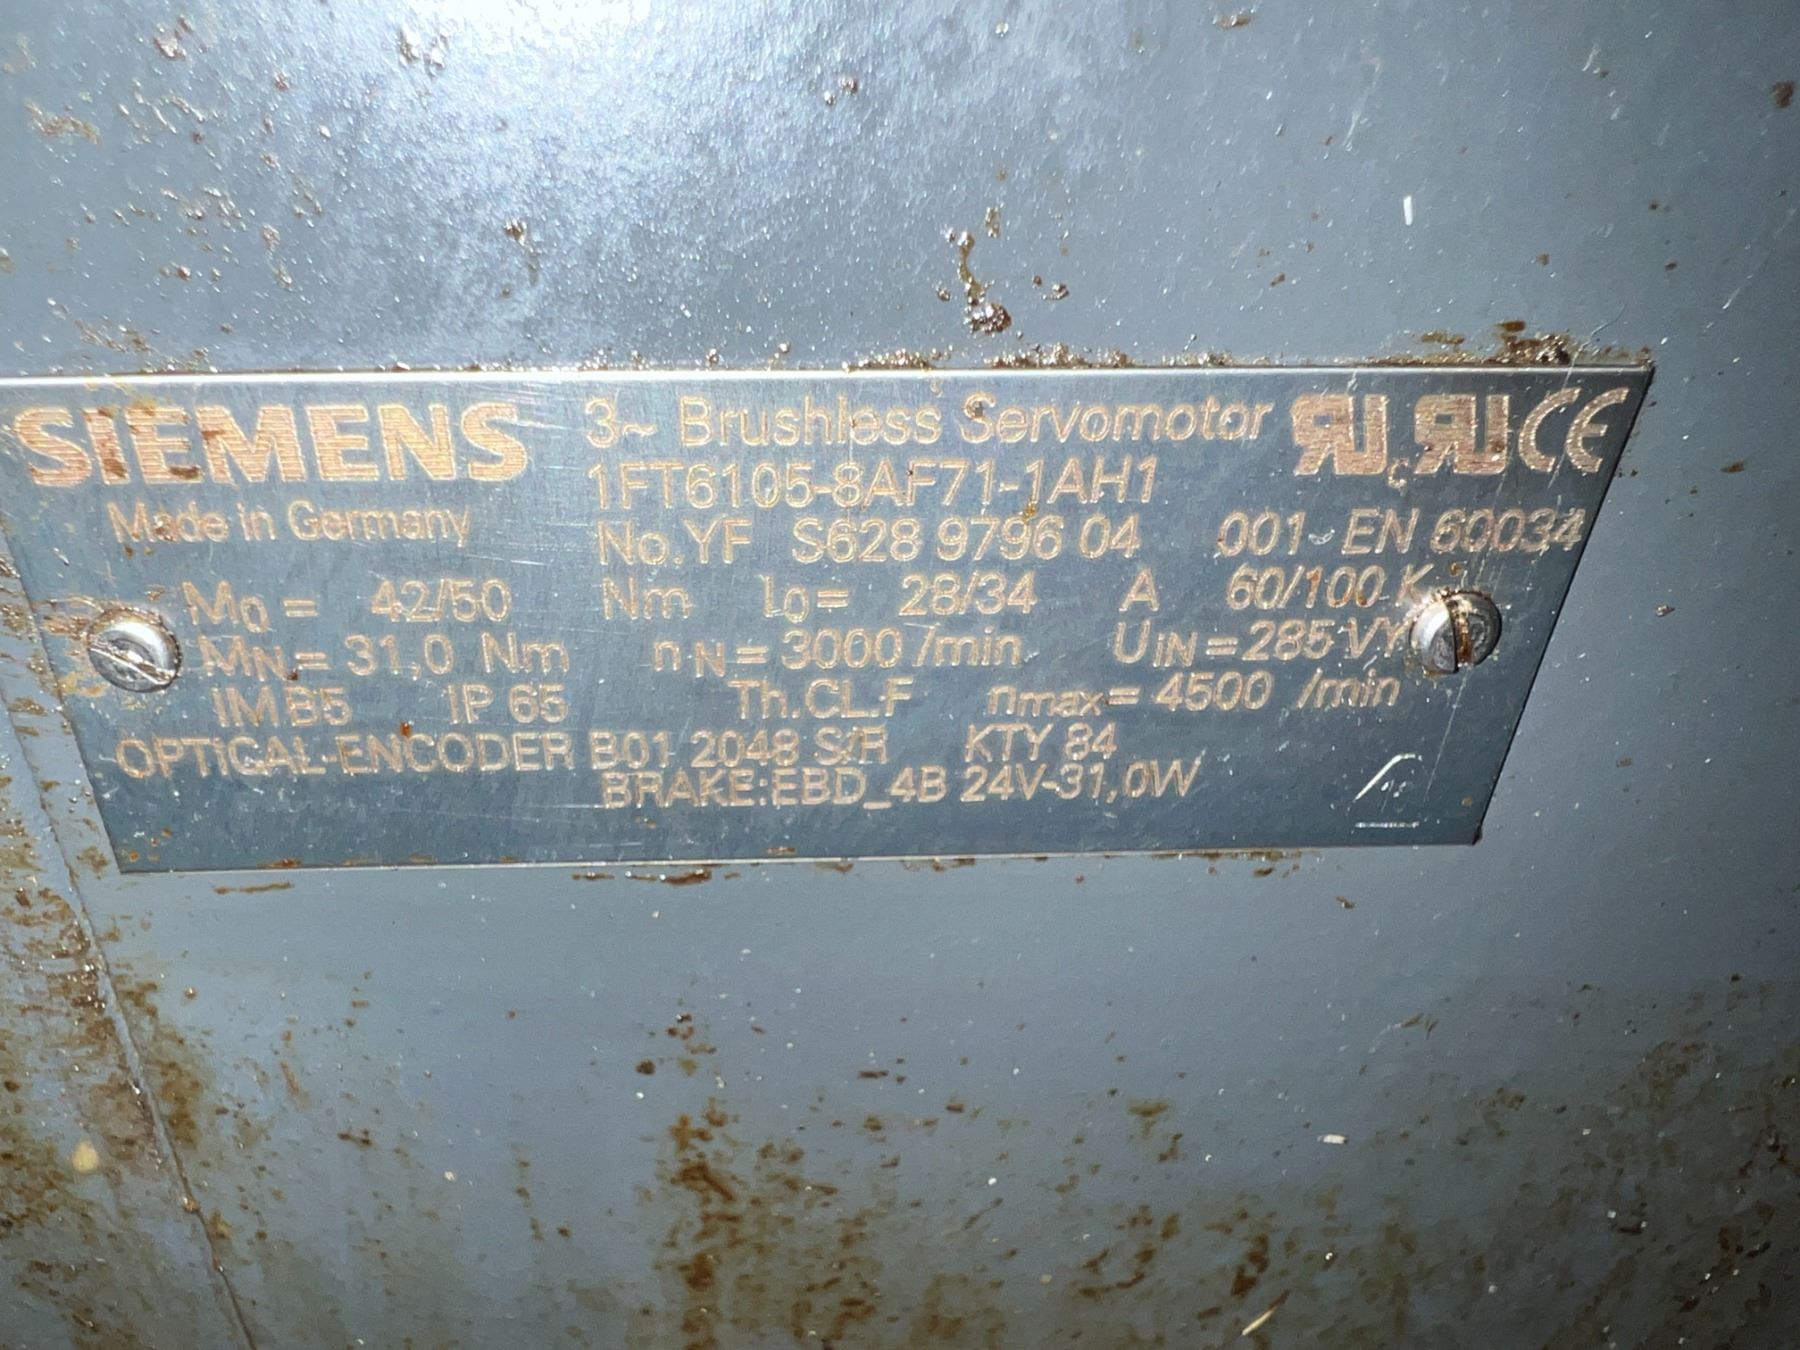 SIEMENS
Made in Germany
3~ Brushless Servomotor
1FT6105-8AF71-1AH1
No.YF S628 9796 04 001 EN 60034
M0 = 42/50 Nm I0= 28/34 A 60/100 K
MN= 31,0 Nm nN= 3000 /min UIN=285 VY
IM B5 IP 65 Th.CL.F nmax= 4500 /min
OPTICAL-ENCODER B01 2048 S/R KTY 84
BRAKE:EBD_4B 24V-31,0W